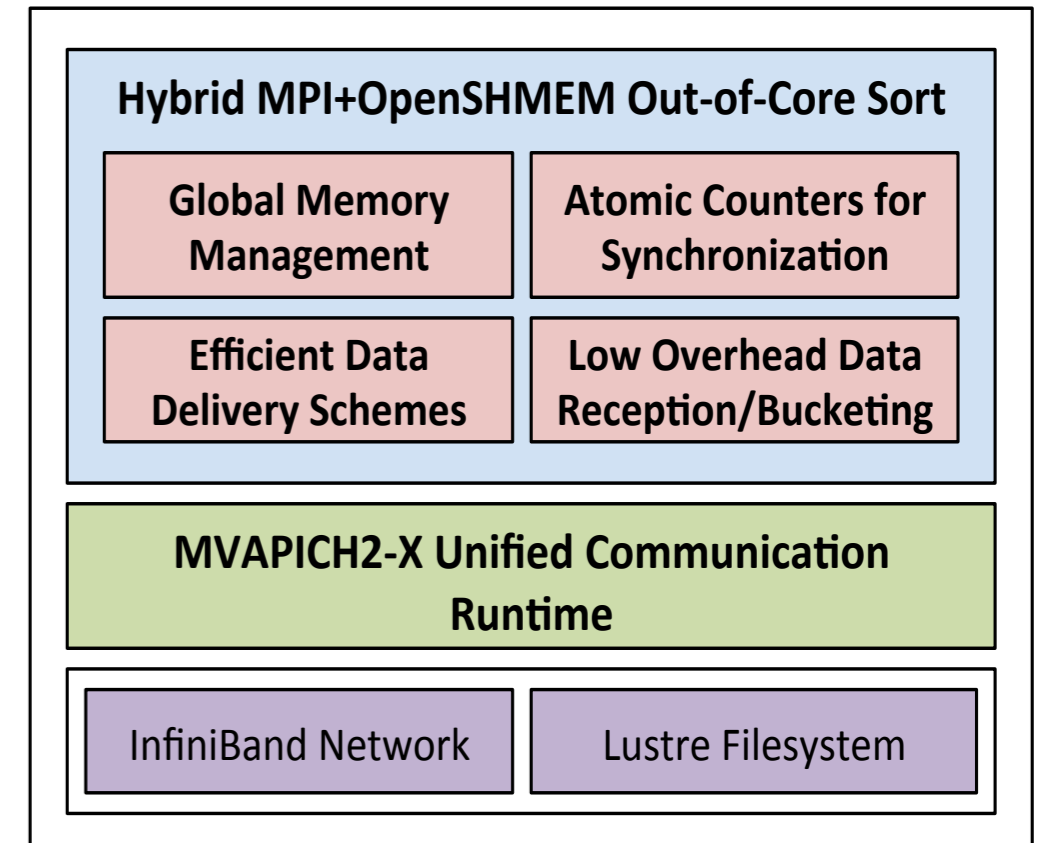 Hybrid MPI+OpenSHMEM Out-of-Core Sort
Global Memory
Management
Atomic Counters for
Synchronization
Efficient Data
Delivery Schemes
Low Overhead Data
Reception/Bucketing
MVAPICH2-X Unified Communication
Runtime
InfiniBand Network
Lustre Filesystem